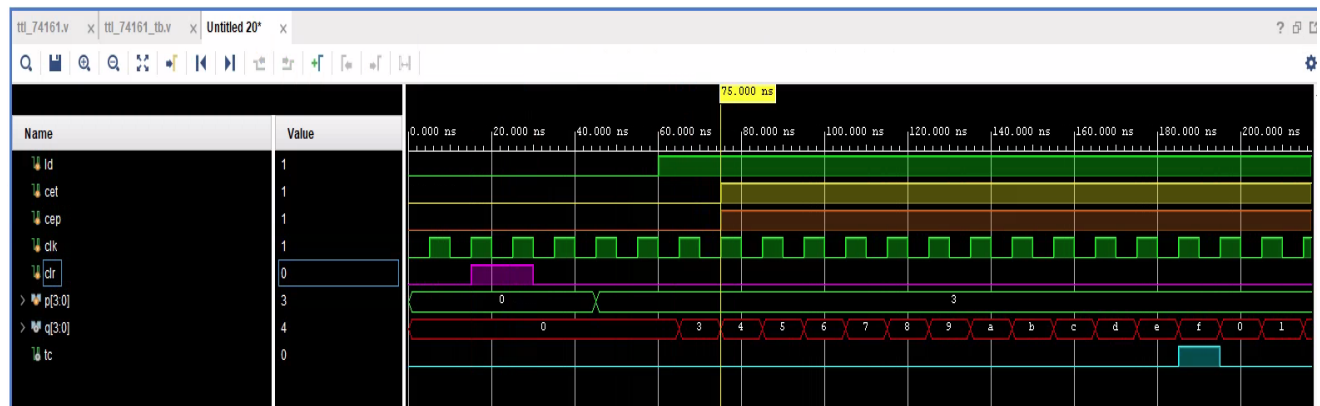 ttl_74161.v x ttl_74161_tb.v x Untitled 20* x ?
75.000 ns
Name Value 0.000 ns 20.000 ns 40.000 ns 60.000 ns 80.000 ns 100.000 ns 120.000 ns 140.000 ns 160.000 ns 180.000 ns 200.000 ns
ld 1
cet 1
cep 1
clk 1
clr 0
p[3:0] 3 0 3
q[3:0] 4 0 3 4 5 6 7 8 9 a b c d e f 0 1
tc 0